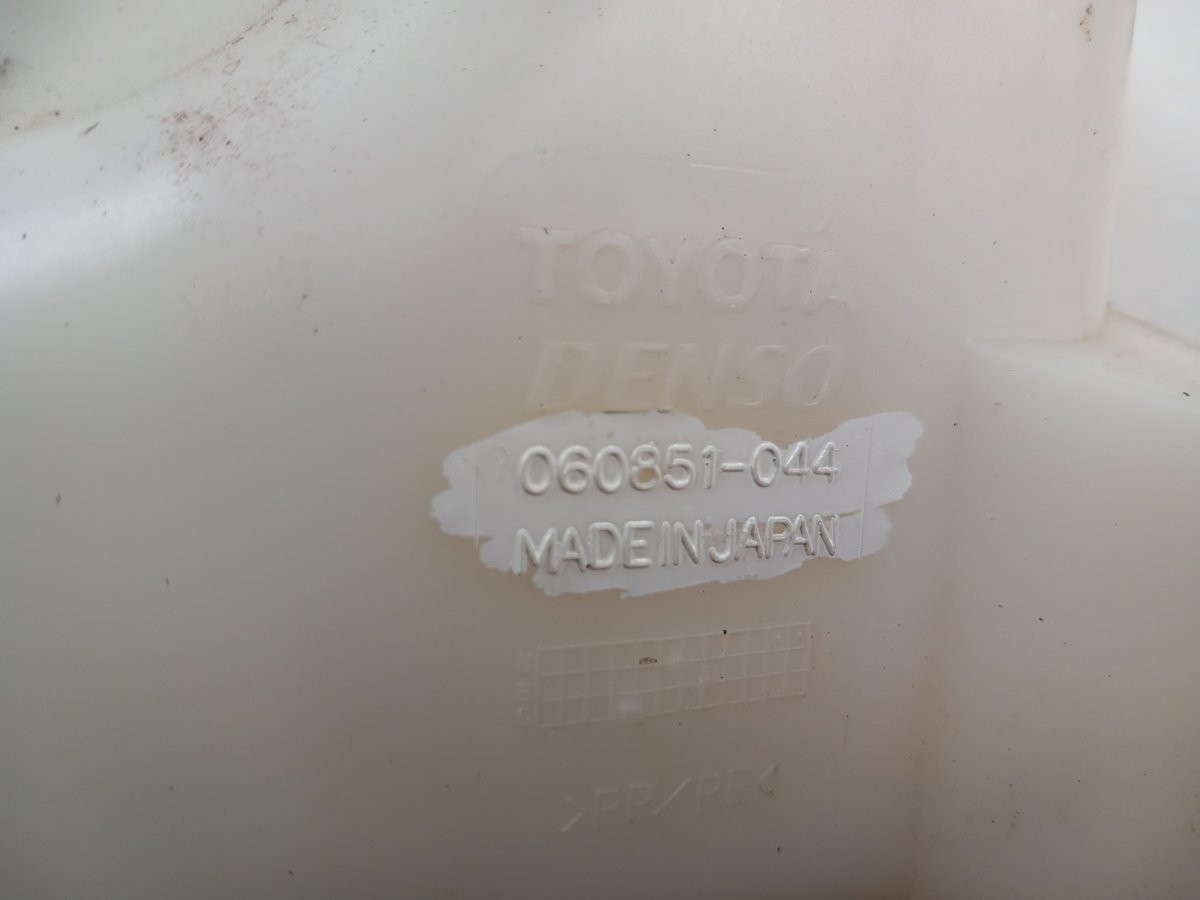 TOYOTA
DENSO
060851-044
MADE IN JAPAN
>PP/PE<